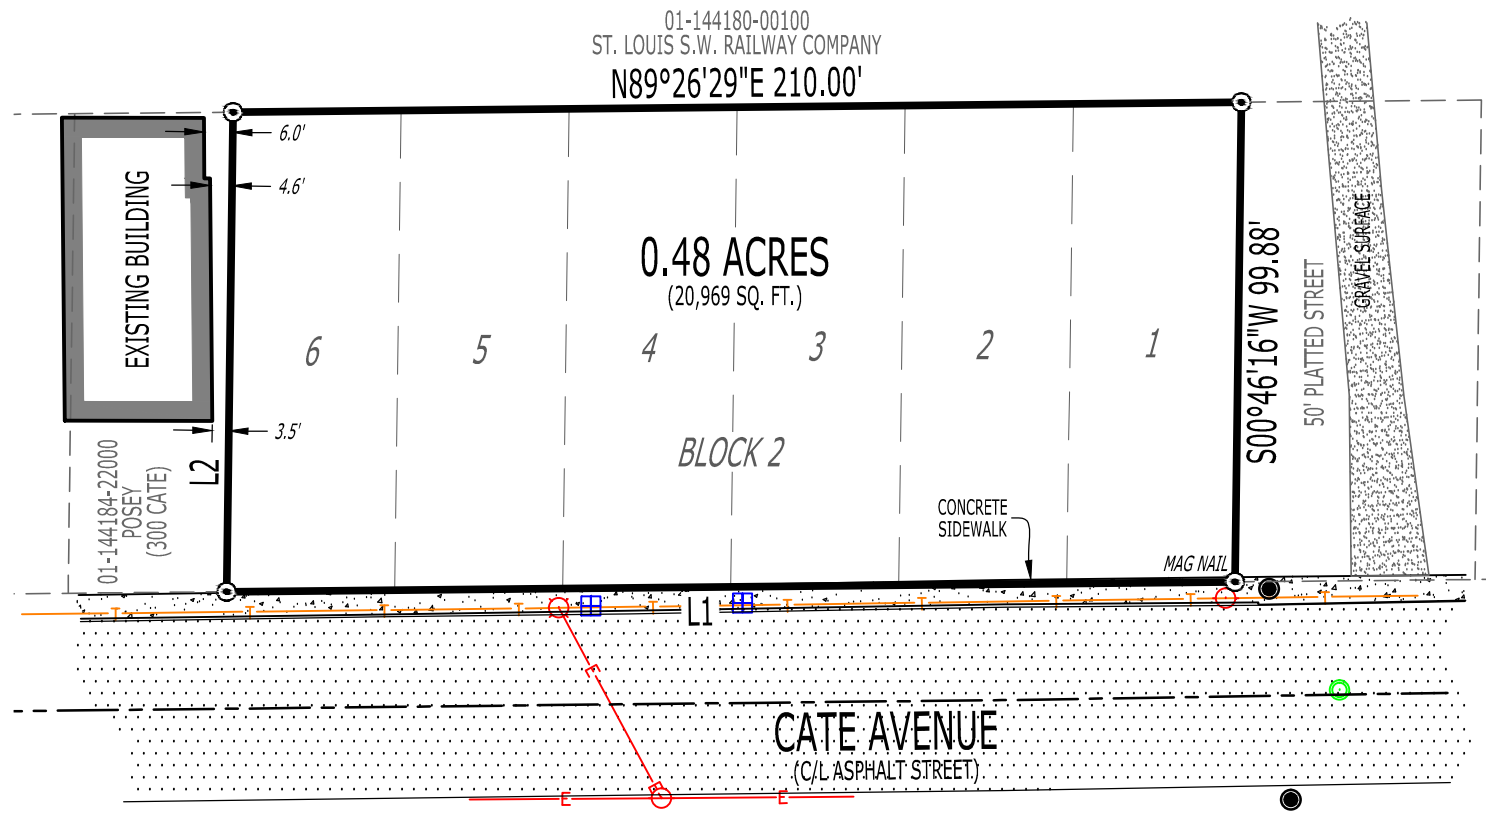 01-144180-00100
ST. LOUIS S.W. RAILWAY COMPANY
N89°26'29"E 210.00'
6.0'
4.6'
EXISTING BUILDING
0.48 ACRES
(20,969 SQ. FT.)
GRAVEL SURFACE
S00°46'16"W 99.88'
50' PLATTED STREET
6
5
4
3
2
1
3.5'
BLOCK 2
L2
01-144184-22000
POSEY
(300 CATE)
CONCRETE
SIDEWALK
MAG NAIL
T
T
T
T
T
T
T
T
T
T
L1
E
E
CATE AVENUE
(C/L ASPHALT STREET)
E
E